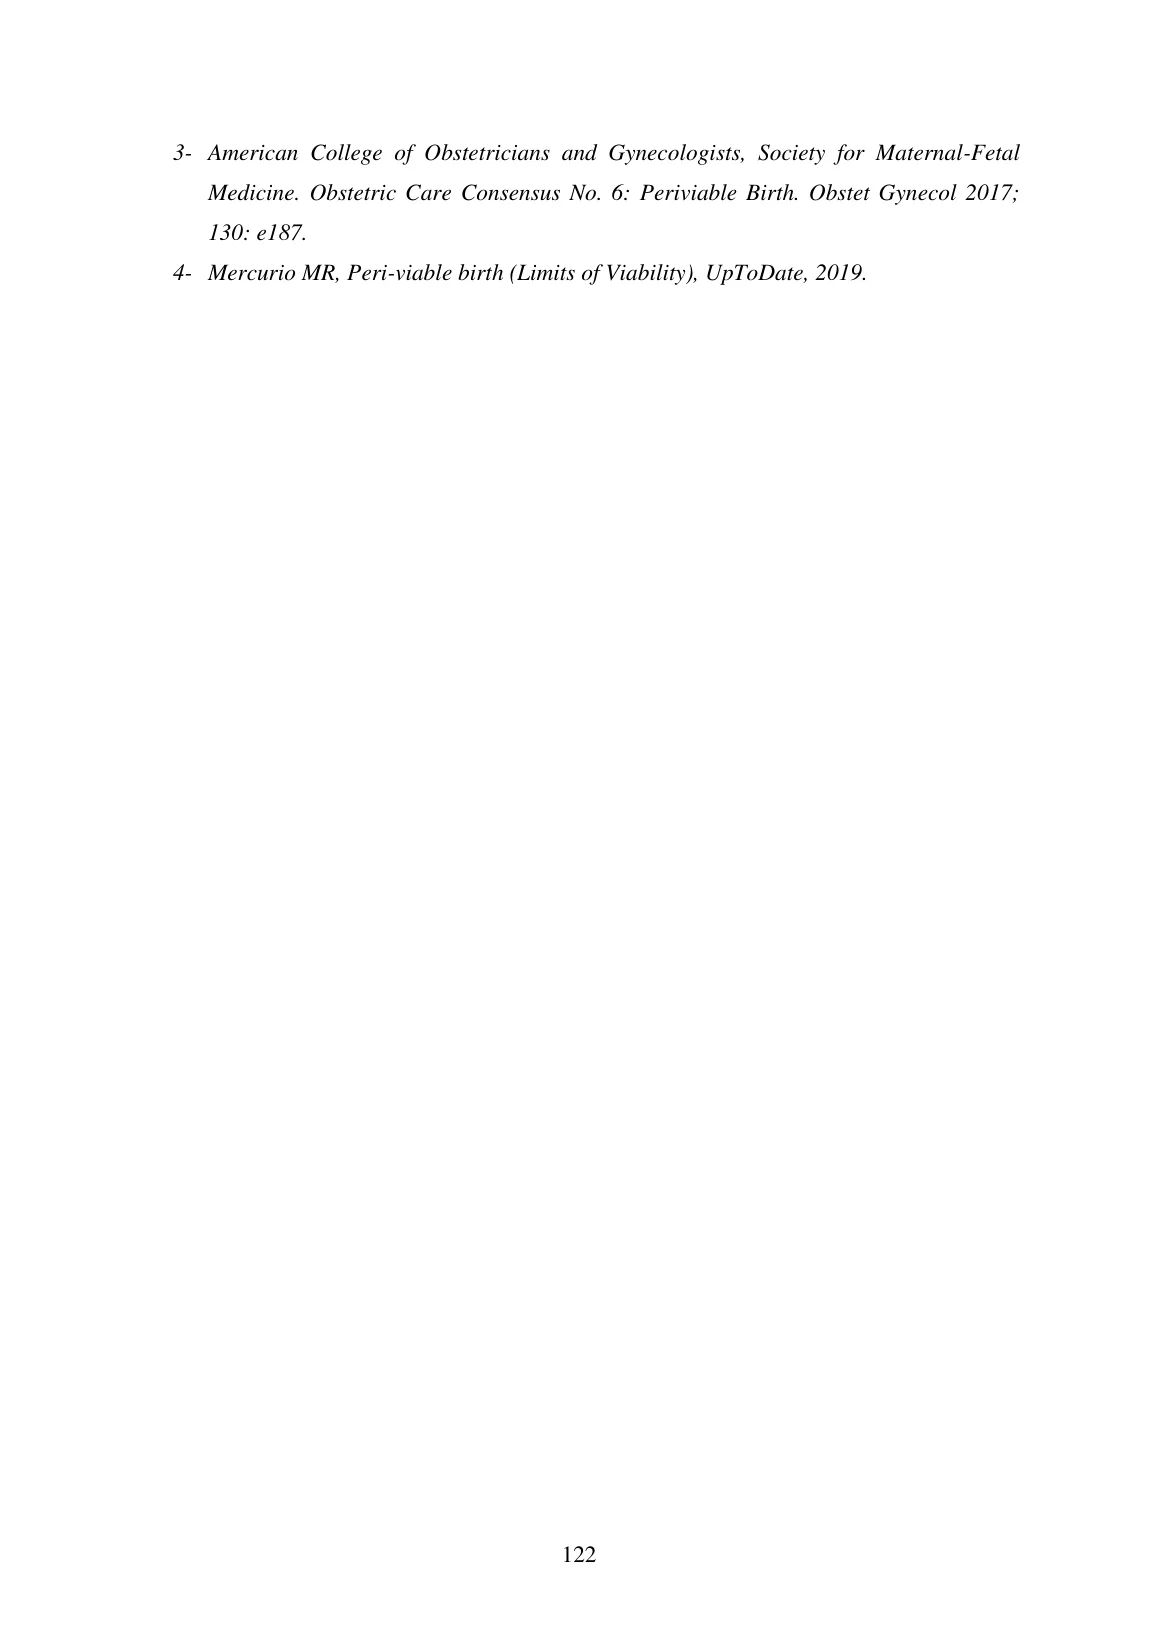 3- American College of Obstetricians and Gynecologists, Society for Maternal-Fetal
Medicine. Obstetric Care Consensus No. 6: Periviable Birth. Obstet Gynecol 2017;
130: e187.
4- Mercurio MR, Peri-viable birth (Limits of Viability), UpToDate, 2019.
122